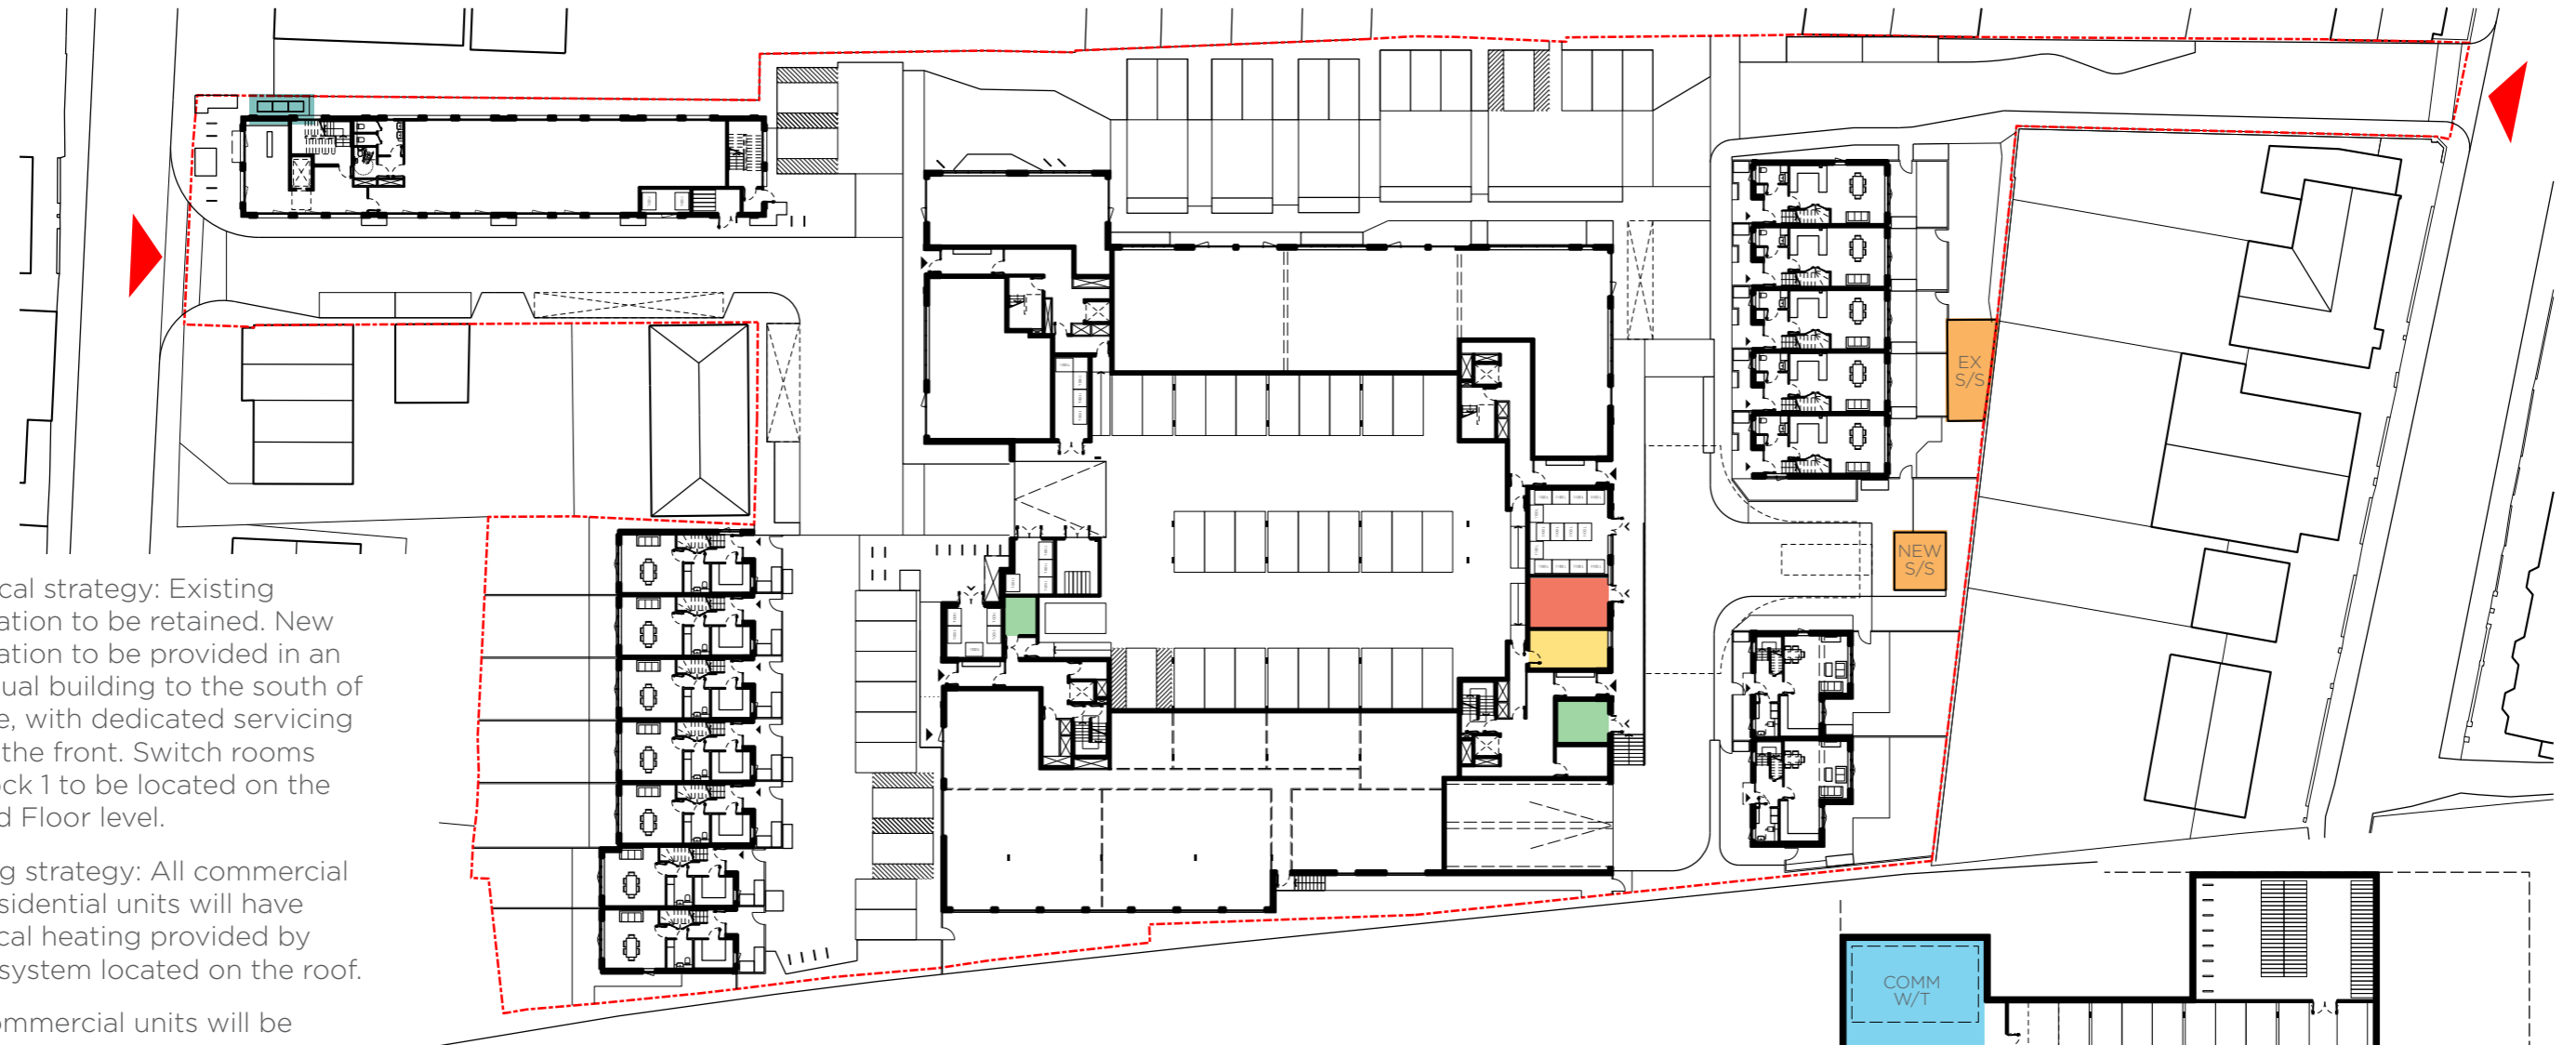 EX
S/S
NEW
S/S
cal strategy: Existing
ation to be retained. New
ation to be provided in an
ual building to the south of
e, with dedicated servicing
the front. Switch rooms
ock 1 to be located on the
d Floor level.
g strategy: All commercial
sidential units will have
cal heating provided by
system located on the roof.
ommercial units will be
COMM
W/T